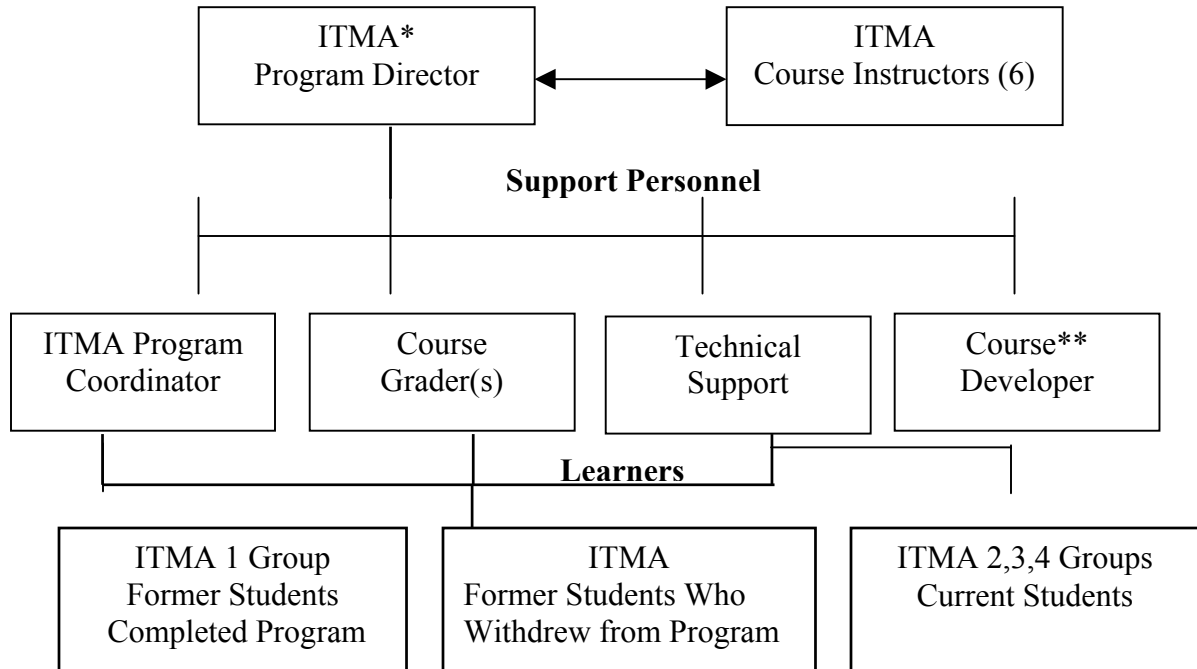 ITMA*
Program Director
ITMA
Course Instructors (6)
Support Personnel
ITMA Program
Coordinator
Course
Grader(s)
Technical
Support
Course**
Developer
Learners
ITMA 1 Group
Former Students
Completed Program
ITMA
Former Students Who
Withdrew from Program
ITMA 2,3,4 Groups
Current Students